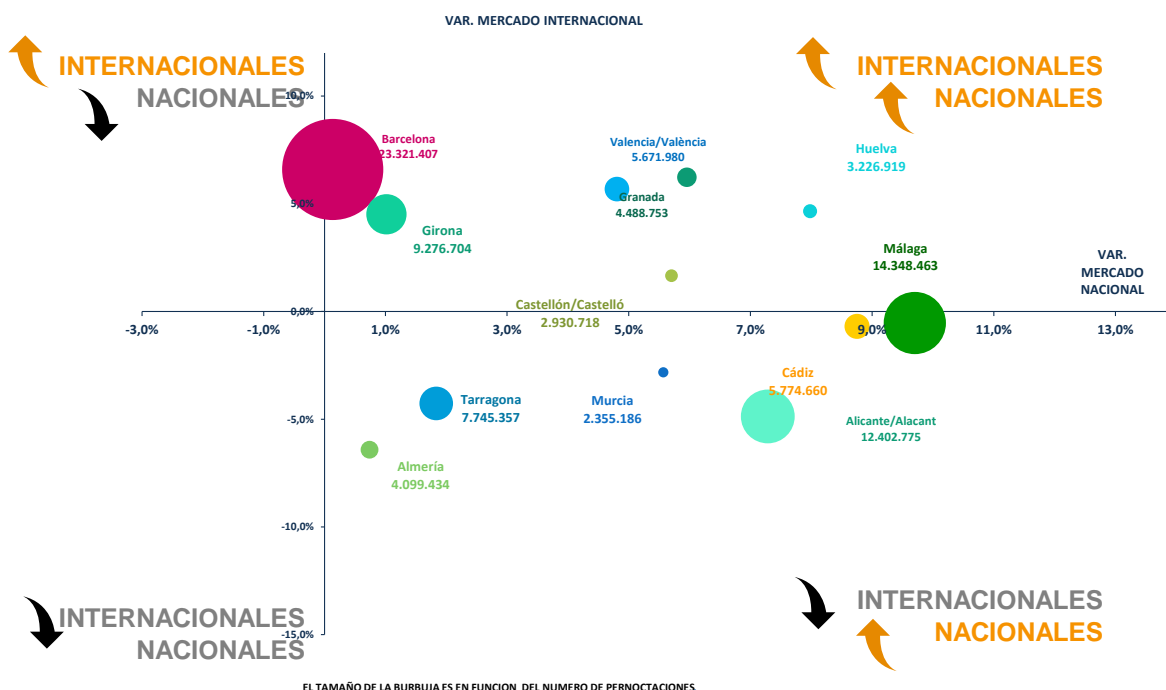 VAR. MERCADO INTERNACIONAL
INTERNACIONALES
NACIONALES
INTERNACIONALES
NACIONALES
10,0%
Barcelona
23.321.407
Valencia/València
5.671.980
Huelva
3.226.919
Granada
4.488.753
5,0%
Girona
9.276.704
Málaga
14.348.463
VAR.
MERCADO
NACIONAL
Castellón/Castelló
2.930.718
0,0%
-3,0%
-1,0%
1,0%
3,0%
5,0%
7,0%
9,0%
11,0%
13,0%
Cádiz
5.774.660
Murcia
2.355.186
Tarragona
7.745.357
-5,0%
Alicante/Alacant
12.402.775
Almería
4.099.434
-10,0%
INTERNACIONALES
NACIONALES
INTERNACIONALES
NACIONALES
-15,0%
EL TAMAÑO DE LA BURBUJA ES EN FUNCION DEL NUMERO DE PERNOCTACIONES.